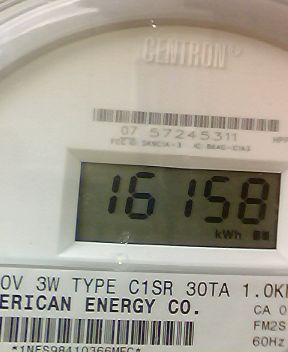 CENTRON®
07 57245311
16158
kWh
0V 3W TYPE C1SR 30TA 1.0K
ERICAN ENERGY CO.
CA 0
FM2S
60Hz